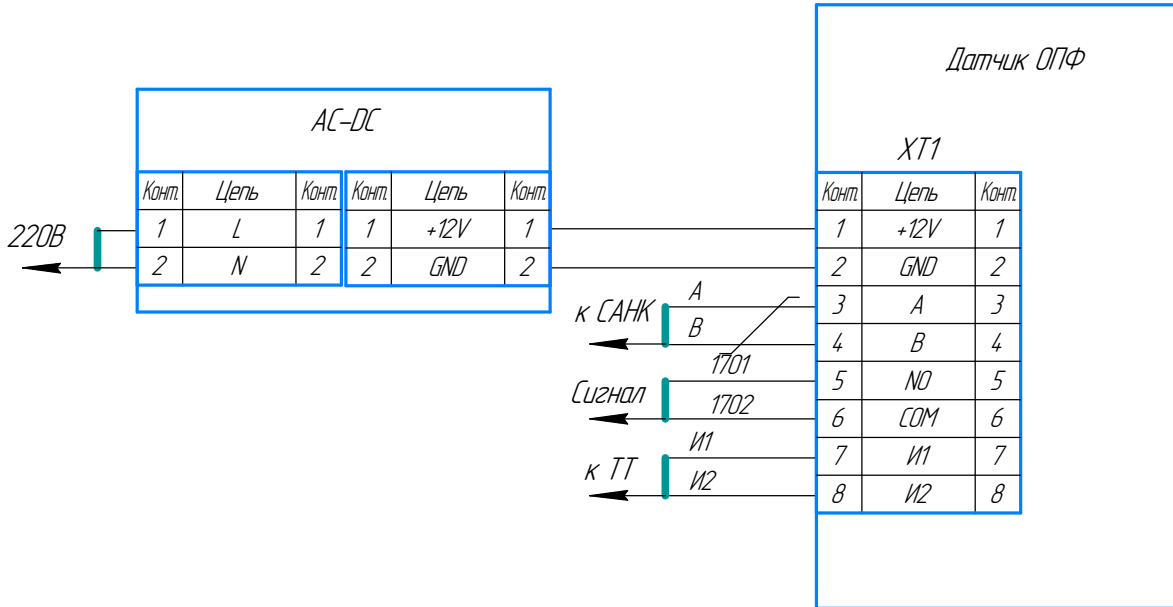 Датчик ОПФ
AC-DC
XT1
Конт. Цепь Конт. Конт. Цепь Конт.
1 L 1 1 +12V 1
2 N 2 2 GND 2
220В
Конт. Цепь Конт.
1 +12V 1
2 GND 2
3 A 3
4 B 4
5 NO 5
6 COM 6
7 И1 7
8 И2 8
к САНК
A
B
Сигнал
1701
1702
к ТТ
И1
И2